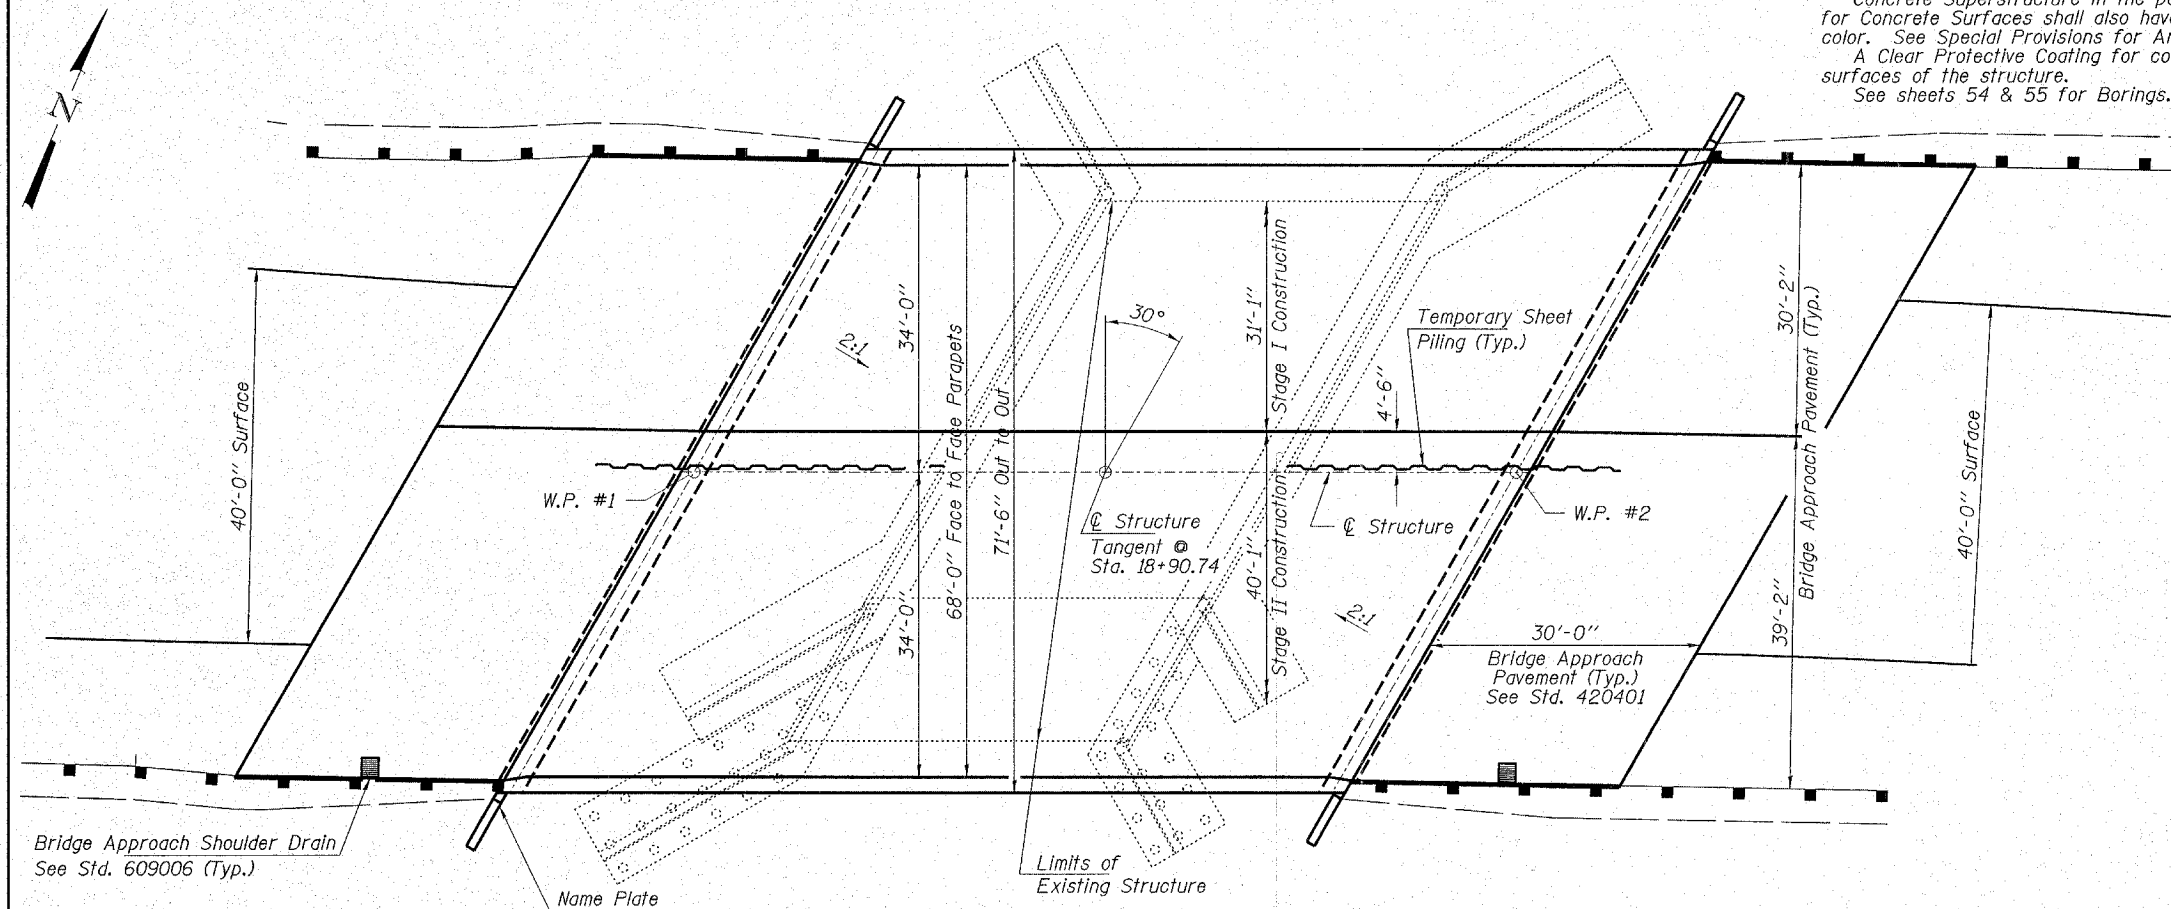 Concrete Superstructure in the
for Concrete Surfaces shall also
color. See Special Provisions for
A Clear Protective Coating for
surfaces of the structure.
See sheets 54 & 55 for Borings.
N
30°
2:1
34'-0"
68'-0" Face to Face Parapets
71'-6" Out to Out
31'-1"
Stage I Construction
4'-6"
Temporary Sheet
Piling (Typ.)
30'-2"
Bridge Approach Pavement (Typ.)
40'-0" Surface
40'-0" Surface
W.P. #1
℄ Structure
Tangent @
Sta. 18+90.74
℄ Structure
W.P. #2
34'-0"
40'-1"
Stage II Construction
2:1
30'-0"
Bridge Approach
Pavement (Typ.)
See Std. 420401
39'-2"
Bridge Approach Shoulder Drain
See Std. 609006 (Typ.)
Name Plate
Limits of
Existing Structure